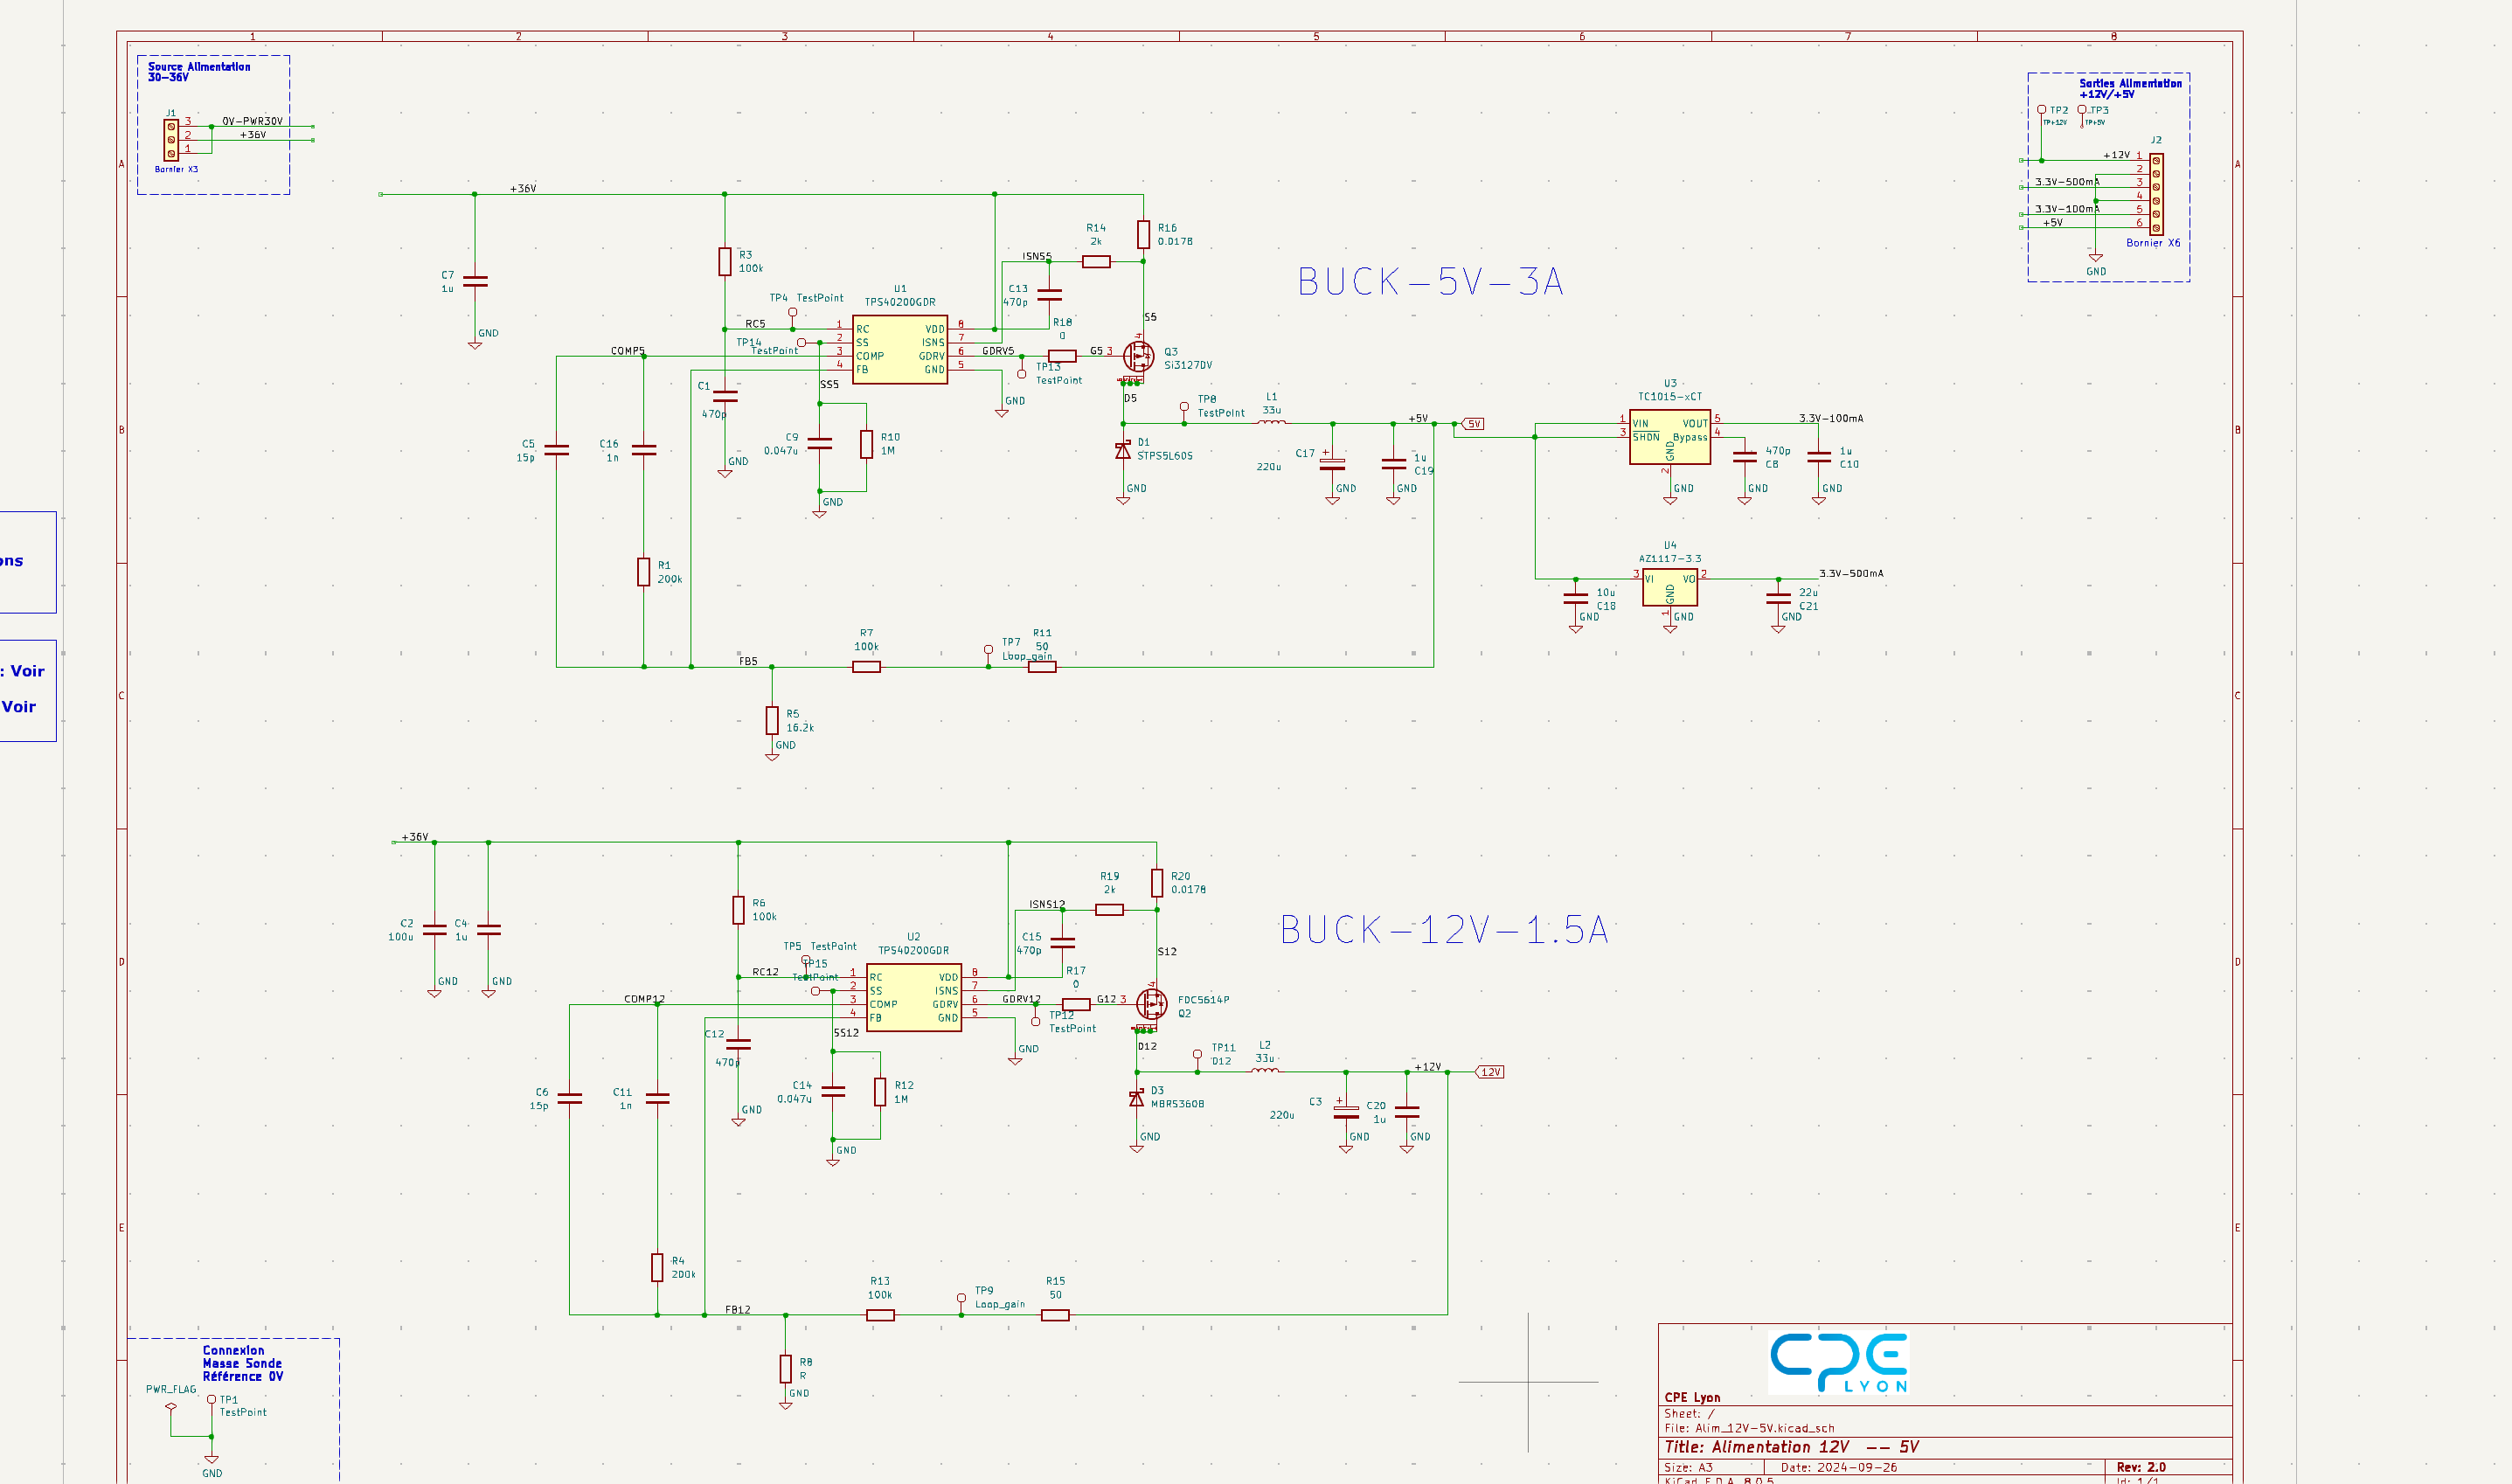 1 2 3 4 5 6 7 8
Source Alimentation
30-36V
J1
3 0V-PWR30V
2 +36V
1
Bornier X3
Sorties Alimentation
+12V/+5V
TP2 TP3
TP+12V TP+5V
J2
+12V 1
2
3.3V-500mA 3
4
3.3V-100mA 5
+5V 6
Bornier X6
GND
A A
+36V
C7
1u
GND
R3
100k
TP4 TestPoint
RC5
TP14
TestPoint
COMP5
U1
TPS40200GDR
1 RC VDD 8
2 SS ISNS 7
3 COMP GDRV 6
4 FB GND 5
ISNS5
R14
2k
R16
0.0178
C13
470p
R18
0
GDRV5
TP13
TestPoint
G5 3
S5
4
Q3
Si3127DV
D5
GND
BUCK-5V-3A
B B
C5
15p
C16
1n
C1
470p
GND
SS5
C9
0.047u
R10
1M
GND
D1
STPS5L60S
GND
TP8
TestPoint
L1
33u
C17
220u
GND
1u
C19
GND
+5V
5V
U3
TC1015-xCT
1 VIN VOUT 5
3 SHDN Bypass 4
GND
2
GND
3.3V-100mA
470p
C8
GND
1u
C10
GND
U4
AZ1117-3.3
3 VI VO 2
GND
1
GND
10u
C18
GND
3.3V-500mA
22u
C21
GND
ons
R1
200k
: Voir
Voir
FB5
R7
100k
TP7
Loop_gain
R11
50
R5
16.2k
GND
C C
+36V
C2
100u
GND
C4
1u
GND
R6
100k
TP5 TestPoint
TP15
TestPoint
RC12
COMP12
U2
TPS40200GDR
1 RC VDD 8
2 SS ISNS 7
3 COMP GDRV 6
4 FB GND 5
ISNS12
R19
2k
R20
0.0178
C15
470p
R17
0
GDRV12
TP12
TestPoint
G12 3
S12
4
FDC5614P
Q2
D12
GND
BUCK-12V-1.5A
D D
C6
15p
C11
1n
C12
470p
GND
SS12
C14
0.047u
R12
1M
GND
D3
MBRS360B
GND
TP11
D12
L2
33u
C3
220u
GND
C20
1u
GND
+12V
12V
E E
R4
200k
FB12
R13
100k
TP9
Loop_gain
R15
50
R8
R
GND
Connexion
Masse Sonde
Référence 0V
PWR_FLAG
TP1
TestPoint
GND
CPE
LYON
CPE Lyon
Sheet: /
File: Alim_12V-5V.kicad_sch
Title: Alimentation 12V -- 5V
Size: A3 Date: 2024-09-26 Rev: 2.0
KiCad E.D.A. 8.0.5 Id: 1/1